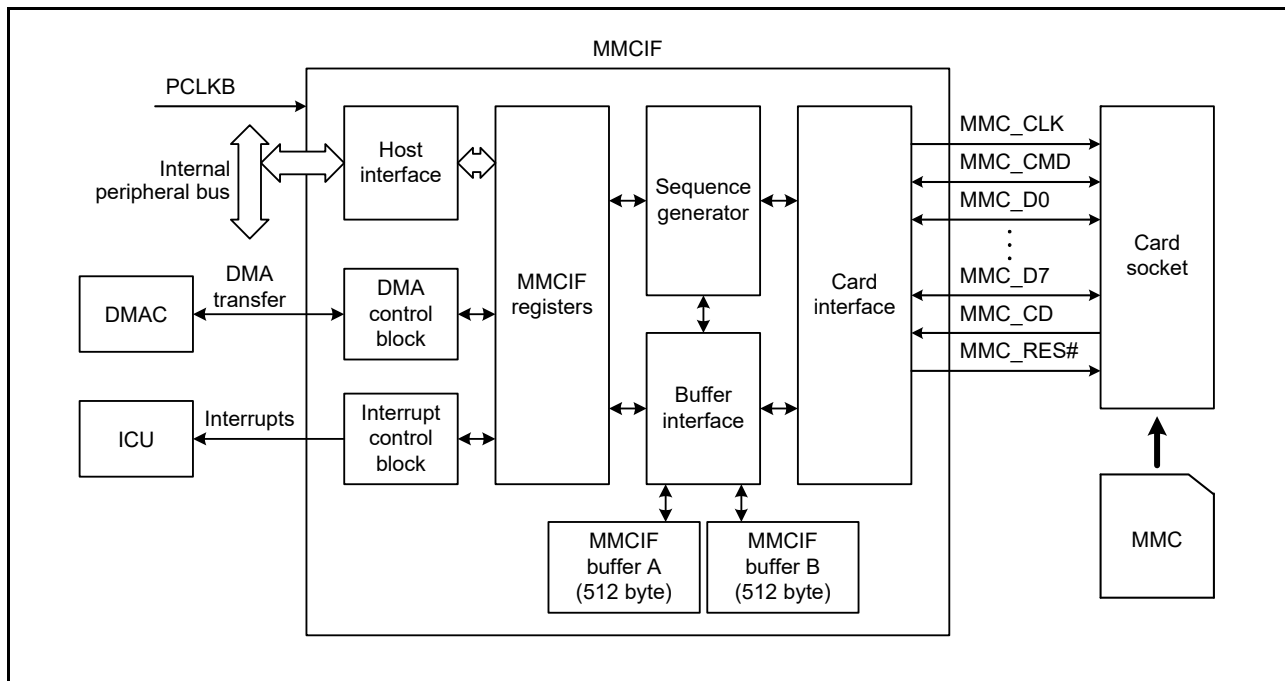 MMCIF
PCLKB
Internal
peripheral bus
Host
interface
MMCIF
registers
Sequence
generator
Card
interface
MMC_CLK
MMC_CMD
MMC_D0
MMC_D7
MMC_CD
MMC_RES#
Card
socket
DMAC
DMA
transfer
DMA
control
block
Buffer
interface
ICU
Interrupts
Interrupt
control
block
MMCIF
buffer A
(512 byte)
MMCIF
buffer B
(512 byte)
MMC